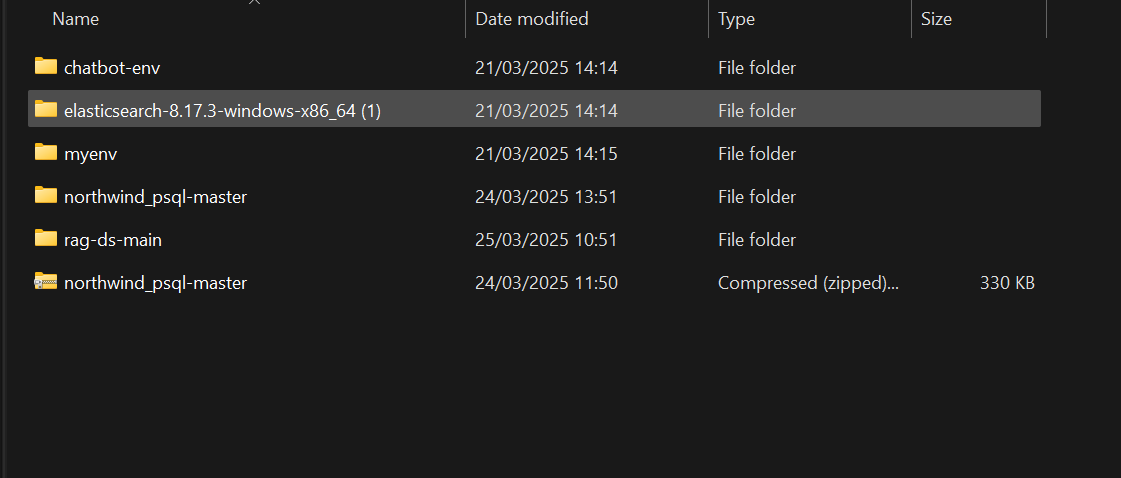 Name Date modified Type Size
chatbot-env 21/03/2025 14:14 File folder
elasticsearch-8.17.3-windows-x86_64 (1) 21/03/2025 14:14 File folder
myenv 21/03/2025 14:15 File folder
northwind_psql-master 24/03/2025 13:51 File folder
rag-ds-main 25/03/2025 10:51 File folder
northwind_psql-master 24/03/2025 11:50 Compressed (zipped)... 330 KB